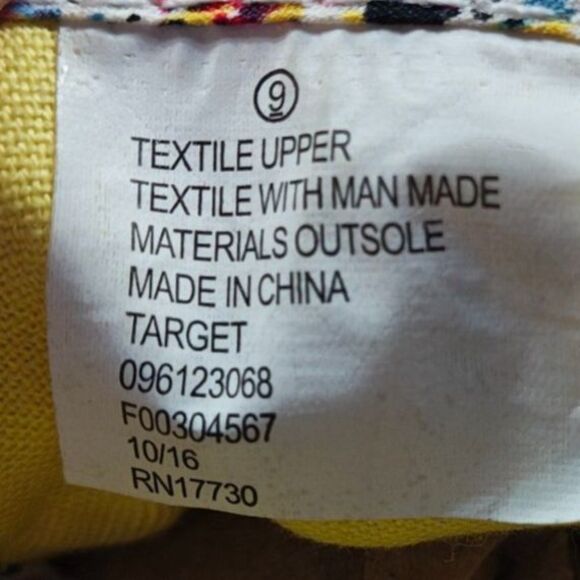 9
TEXTILE UPPER
TEXTILE WITH MAN MADE
MATERIALS OUTSOLE
MADE IN CHINA
TARGET
096123068
F00304567
10/16
RN17730